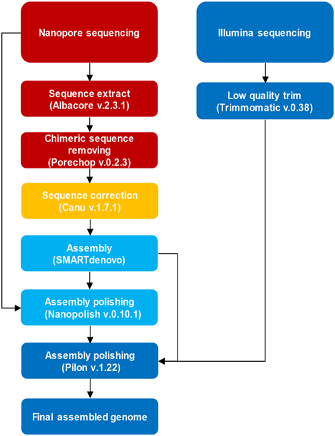 Nanopore sequencing
Illumina sequencing
Sequence extract
(Albacore v.2.3.1)
Low quality trim
(Trimmomatic v.0.38)
Chimeric sequence
removing
(Porechop v.0.2.3)
Sequence correction
(Canu v.1.7.1)
Assembly
(SMARTdenovo)
Assembly polishing
(Nanopolish v.0.10.1)
Assembly polishing
(Pilon v.1.22)
Final assembled genome